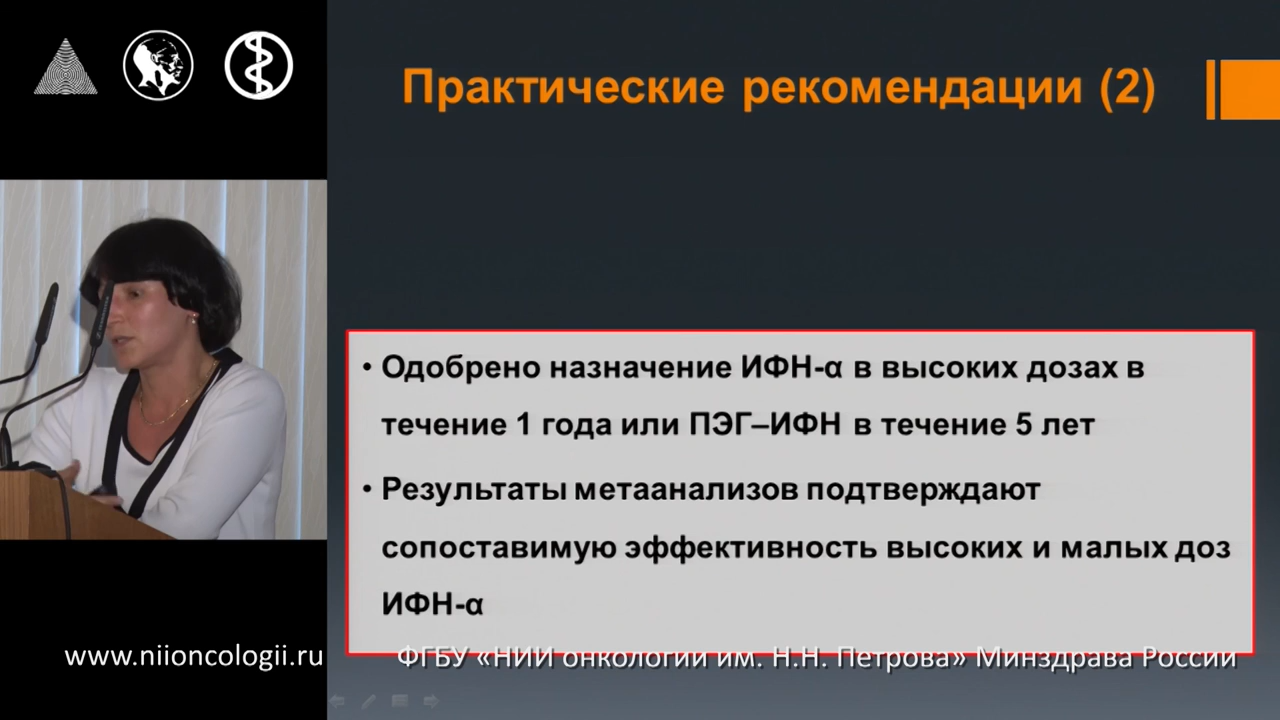 Практические рекомендации (2)
• Одобрено назначение ИФН-α в высоких дозах в
течение 1 года или ПЭГ–ИФН в течение 5 лет
• Результаты метаанализов подтверждают
сопоставимую эффективность высоких и малых доз
ИФН-α
www.niioncologii.ru
ФГБУ «НИИ онкологии им. Н.Н. Петрова» Минздрава России